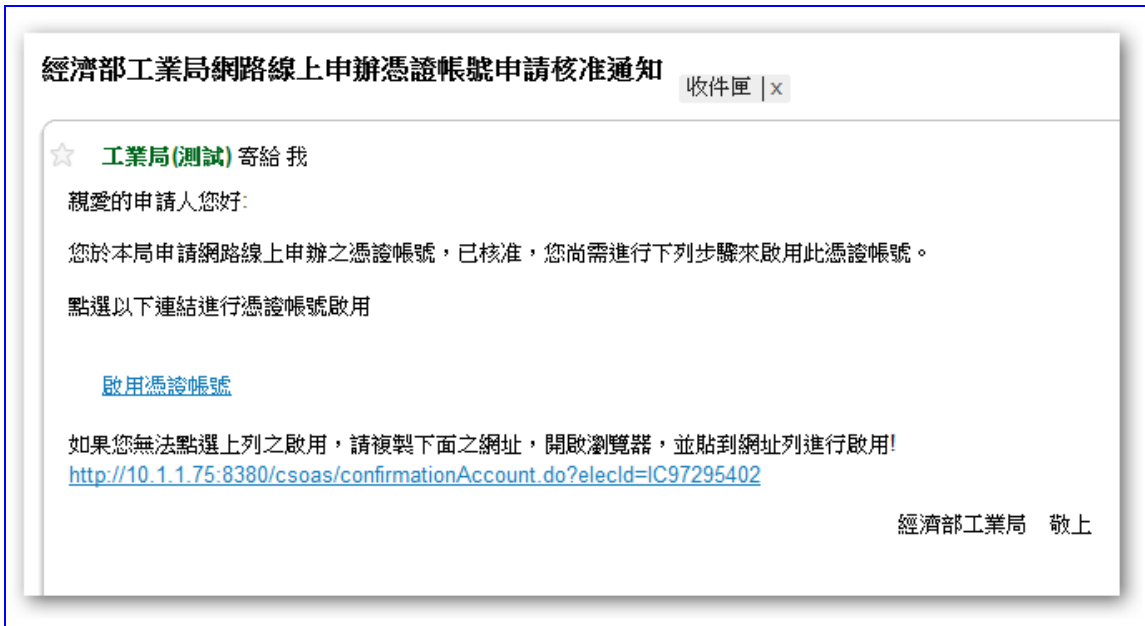 經濟部工業局網路線上申辦憑證帳號申請核准通知
收件匣 | x
工業局(測試) 寄給 我
親愛的申請人您好:
您於本局申請網路線上申辦之憑證帳號，已核准，您尚需進行下列步驟來啟用此憑證帳號。
點選以下連結進行憑證帳號啟用
啟用憑證帳號
如果您無法點選上列之啟用，請複製下面之網址，開啟瀏覽器，並貼到網址列進行啟用!
http://10.1.1.75:8380/csoas/confirmationAccount.do?elecId=IC97295402
經濟部工業局　敬上